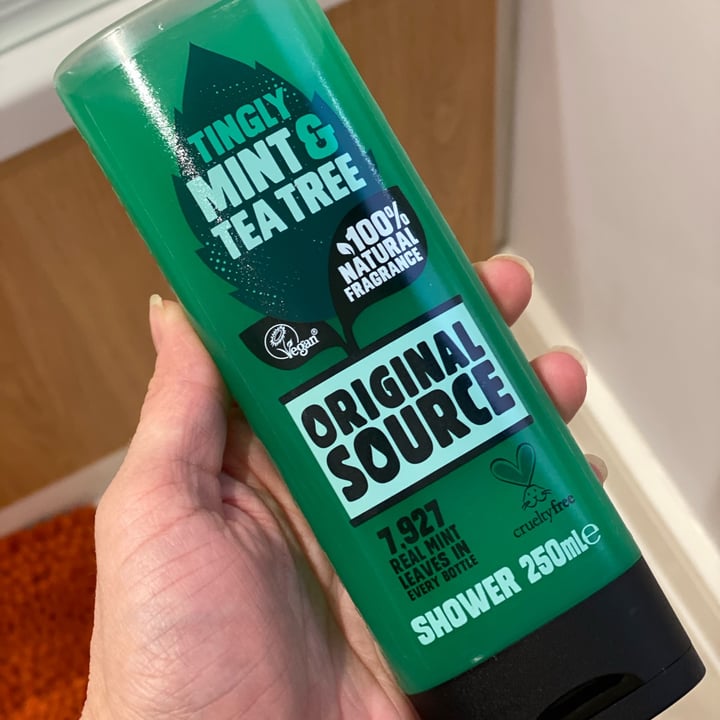 TINGLY
MINT &
TEA TREE
100%
NATURAL
FRAGRANCE
Vegan®
ORIGINAL
SOURCE
7,927
REAL MINT
LEAVES IN
EVERY BOTTLE
crueltyfree
SHOWER 250mL℮